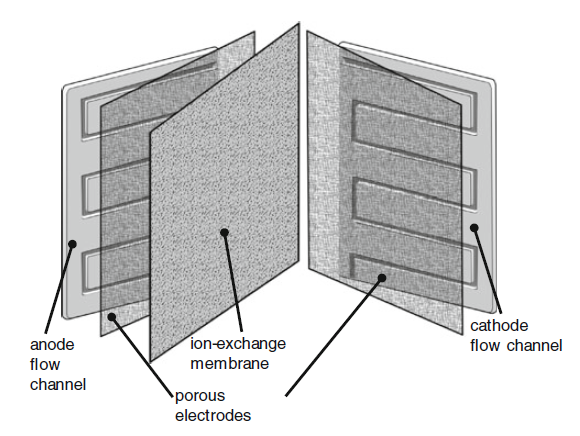 anode
flow
channel
ion-exchange
membrane
porous
electrodes
cathode
flow channel